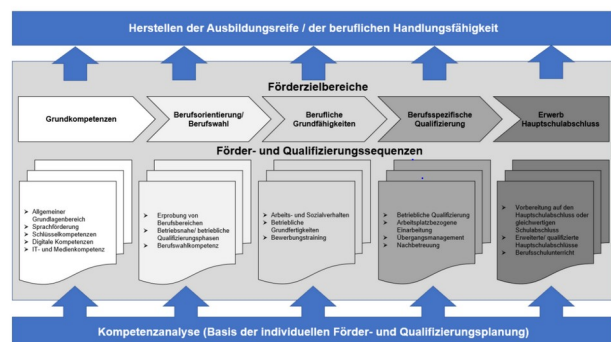 Herstellen der Ausbildungsreife / der beruflichen Handlungsfähigkeit
Förderzielbereiche
Grundkompetenzen
Berufsorientierung/
Berufswahl
Berufliche
Grundfähigkeiten
Berufsspezifische
Qualifizierung
Erwerb
Hauptschulabschluss
Förder- und Qualifizierungssequenzen
➢ Allgemeiner
Grundlagenbereich
➢ Sprachförderung
➢ Schlüsselkompetenzen
➢ Digitale Kompetenzen
➢ IT- und Medienkompetenz
➢ Erprobung von
Berufsbereichen
➢ Betriebsnahe/ betriebliche
Qualifizierungsphasen
➢ Berufswahlkompetenz
➢ Arbeits- und Sozialverhalten
➢ Betriebliche
Grundfertigkeiten
➢ Bewerbungstraining
➢ Betriebliche Qualifizierung
➢ Arbeitsplatzbezogene
Einarbeitung
➢ Übergangsmanagement
➢ Nachbetreuung
➢ Vorbereitung auf den
Hauptschulabschluss oder
gleichwertigen
Schulabschluss
➢ Erweiterte/ qualifizierte
Hauptschulabschlüsse
➢ Berufsschulunterricht
Kompetenzanalyse (Basis der individuellen Förder- und Qualifizierungsplanung)